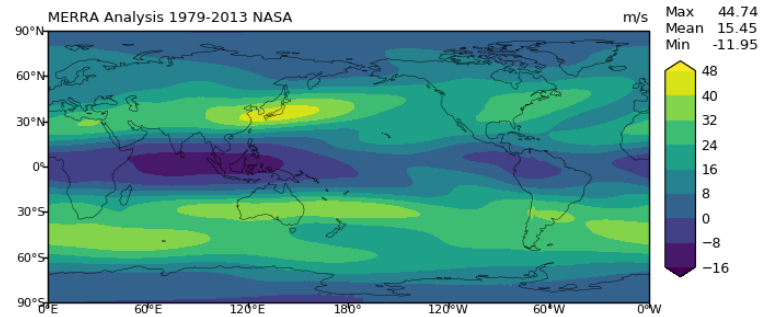 MERRA Analysis 1979-2013 NASA
m/s
Max 44.74
Mean 15.45
Min -11.95
90°N
60°N
30°N
0°
30°S
60°S
90°S
0°E 60°E 120°E 180° 120°W 60°W 0°W
48
40
32
24
16
8
0
−8
−16